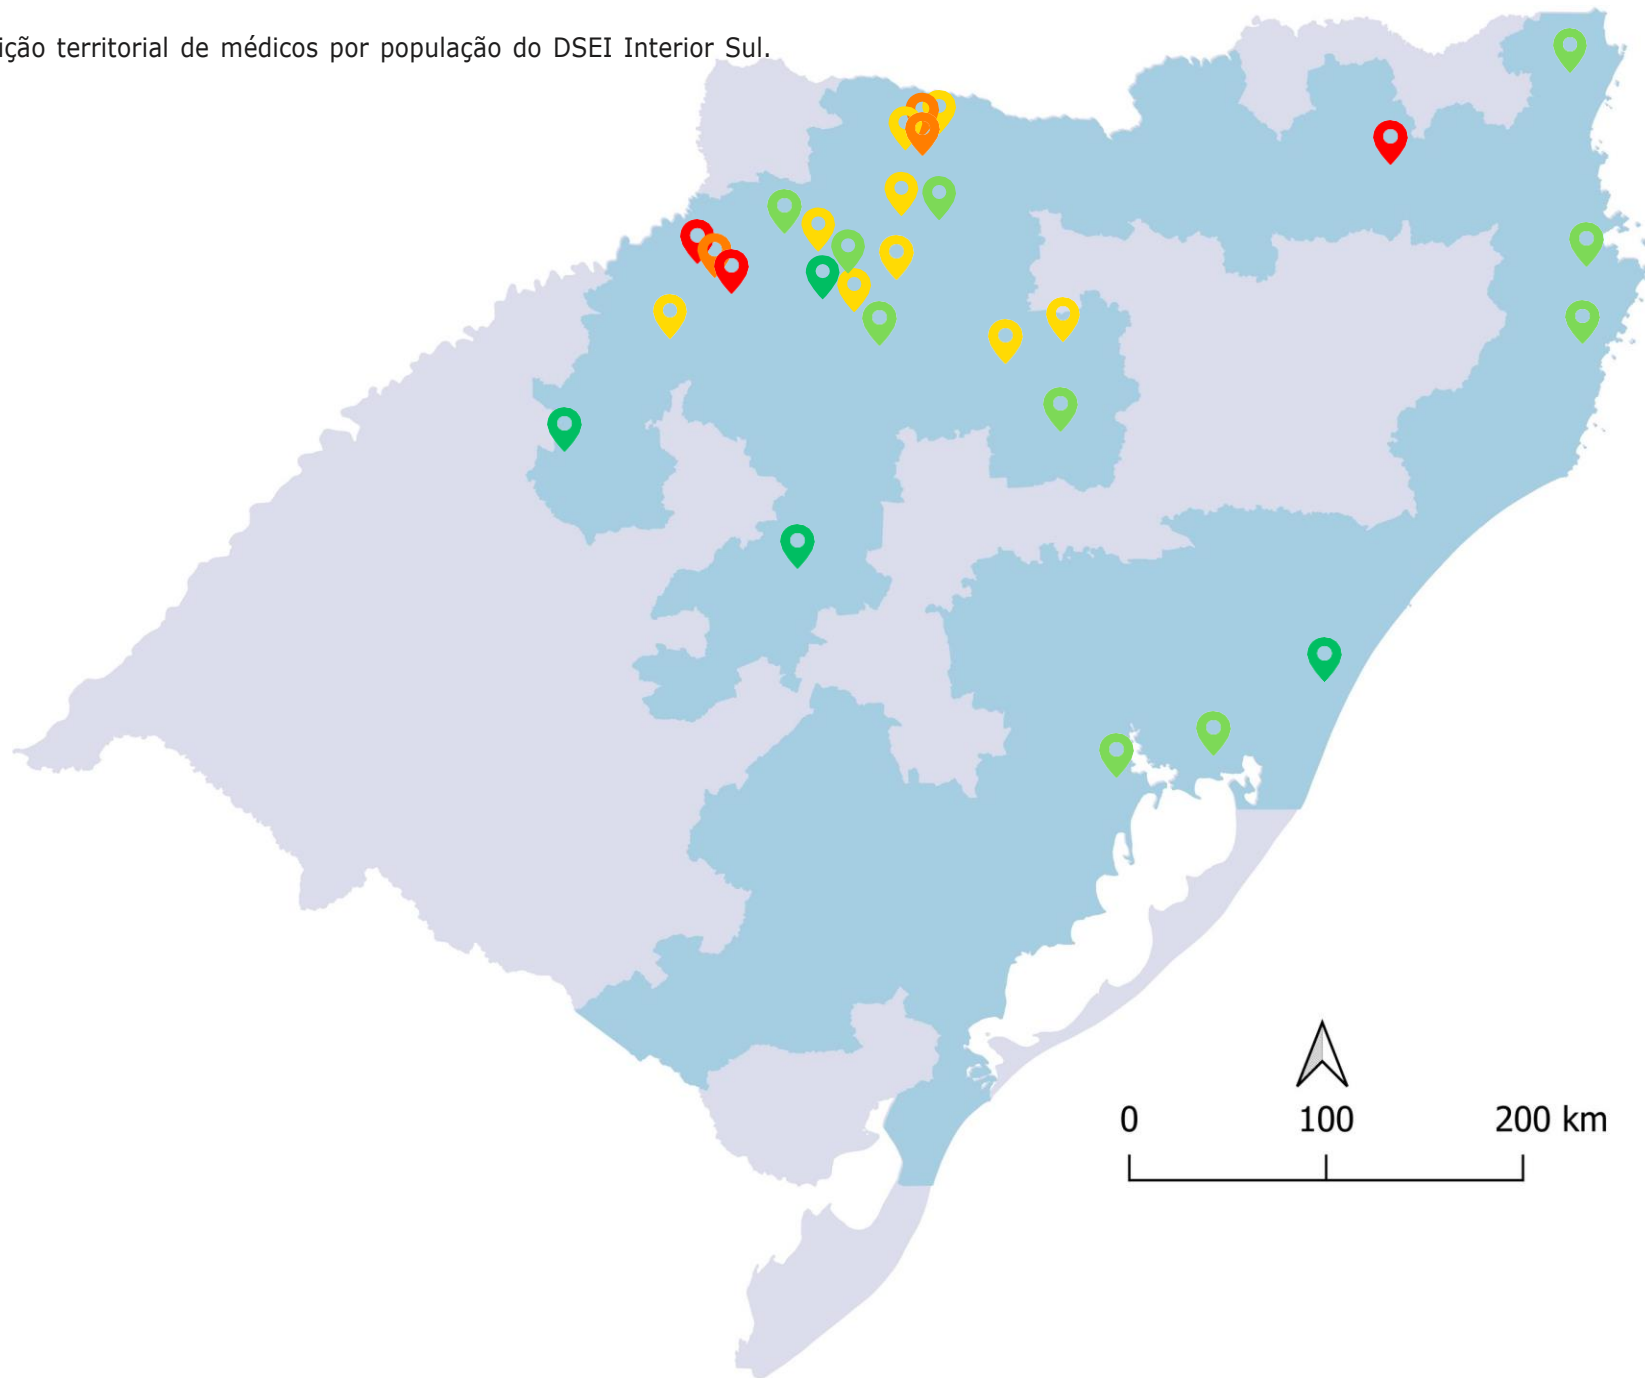 ição territorial de médicos por população do DSEI Interior Sul.
0 100 200 km